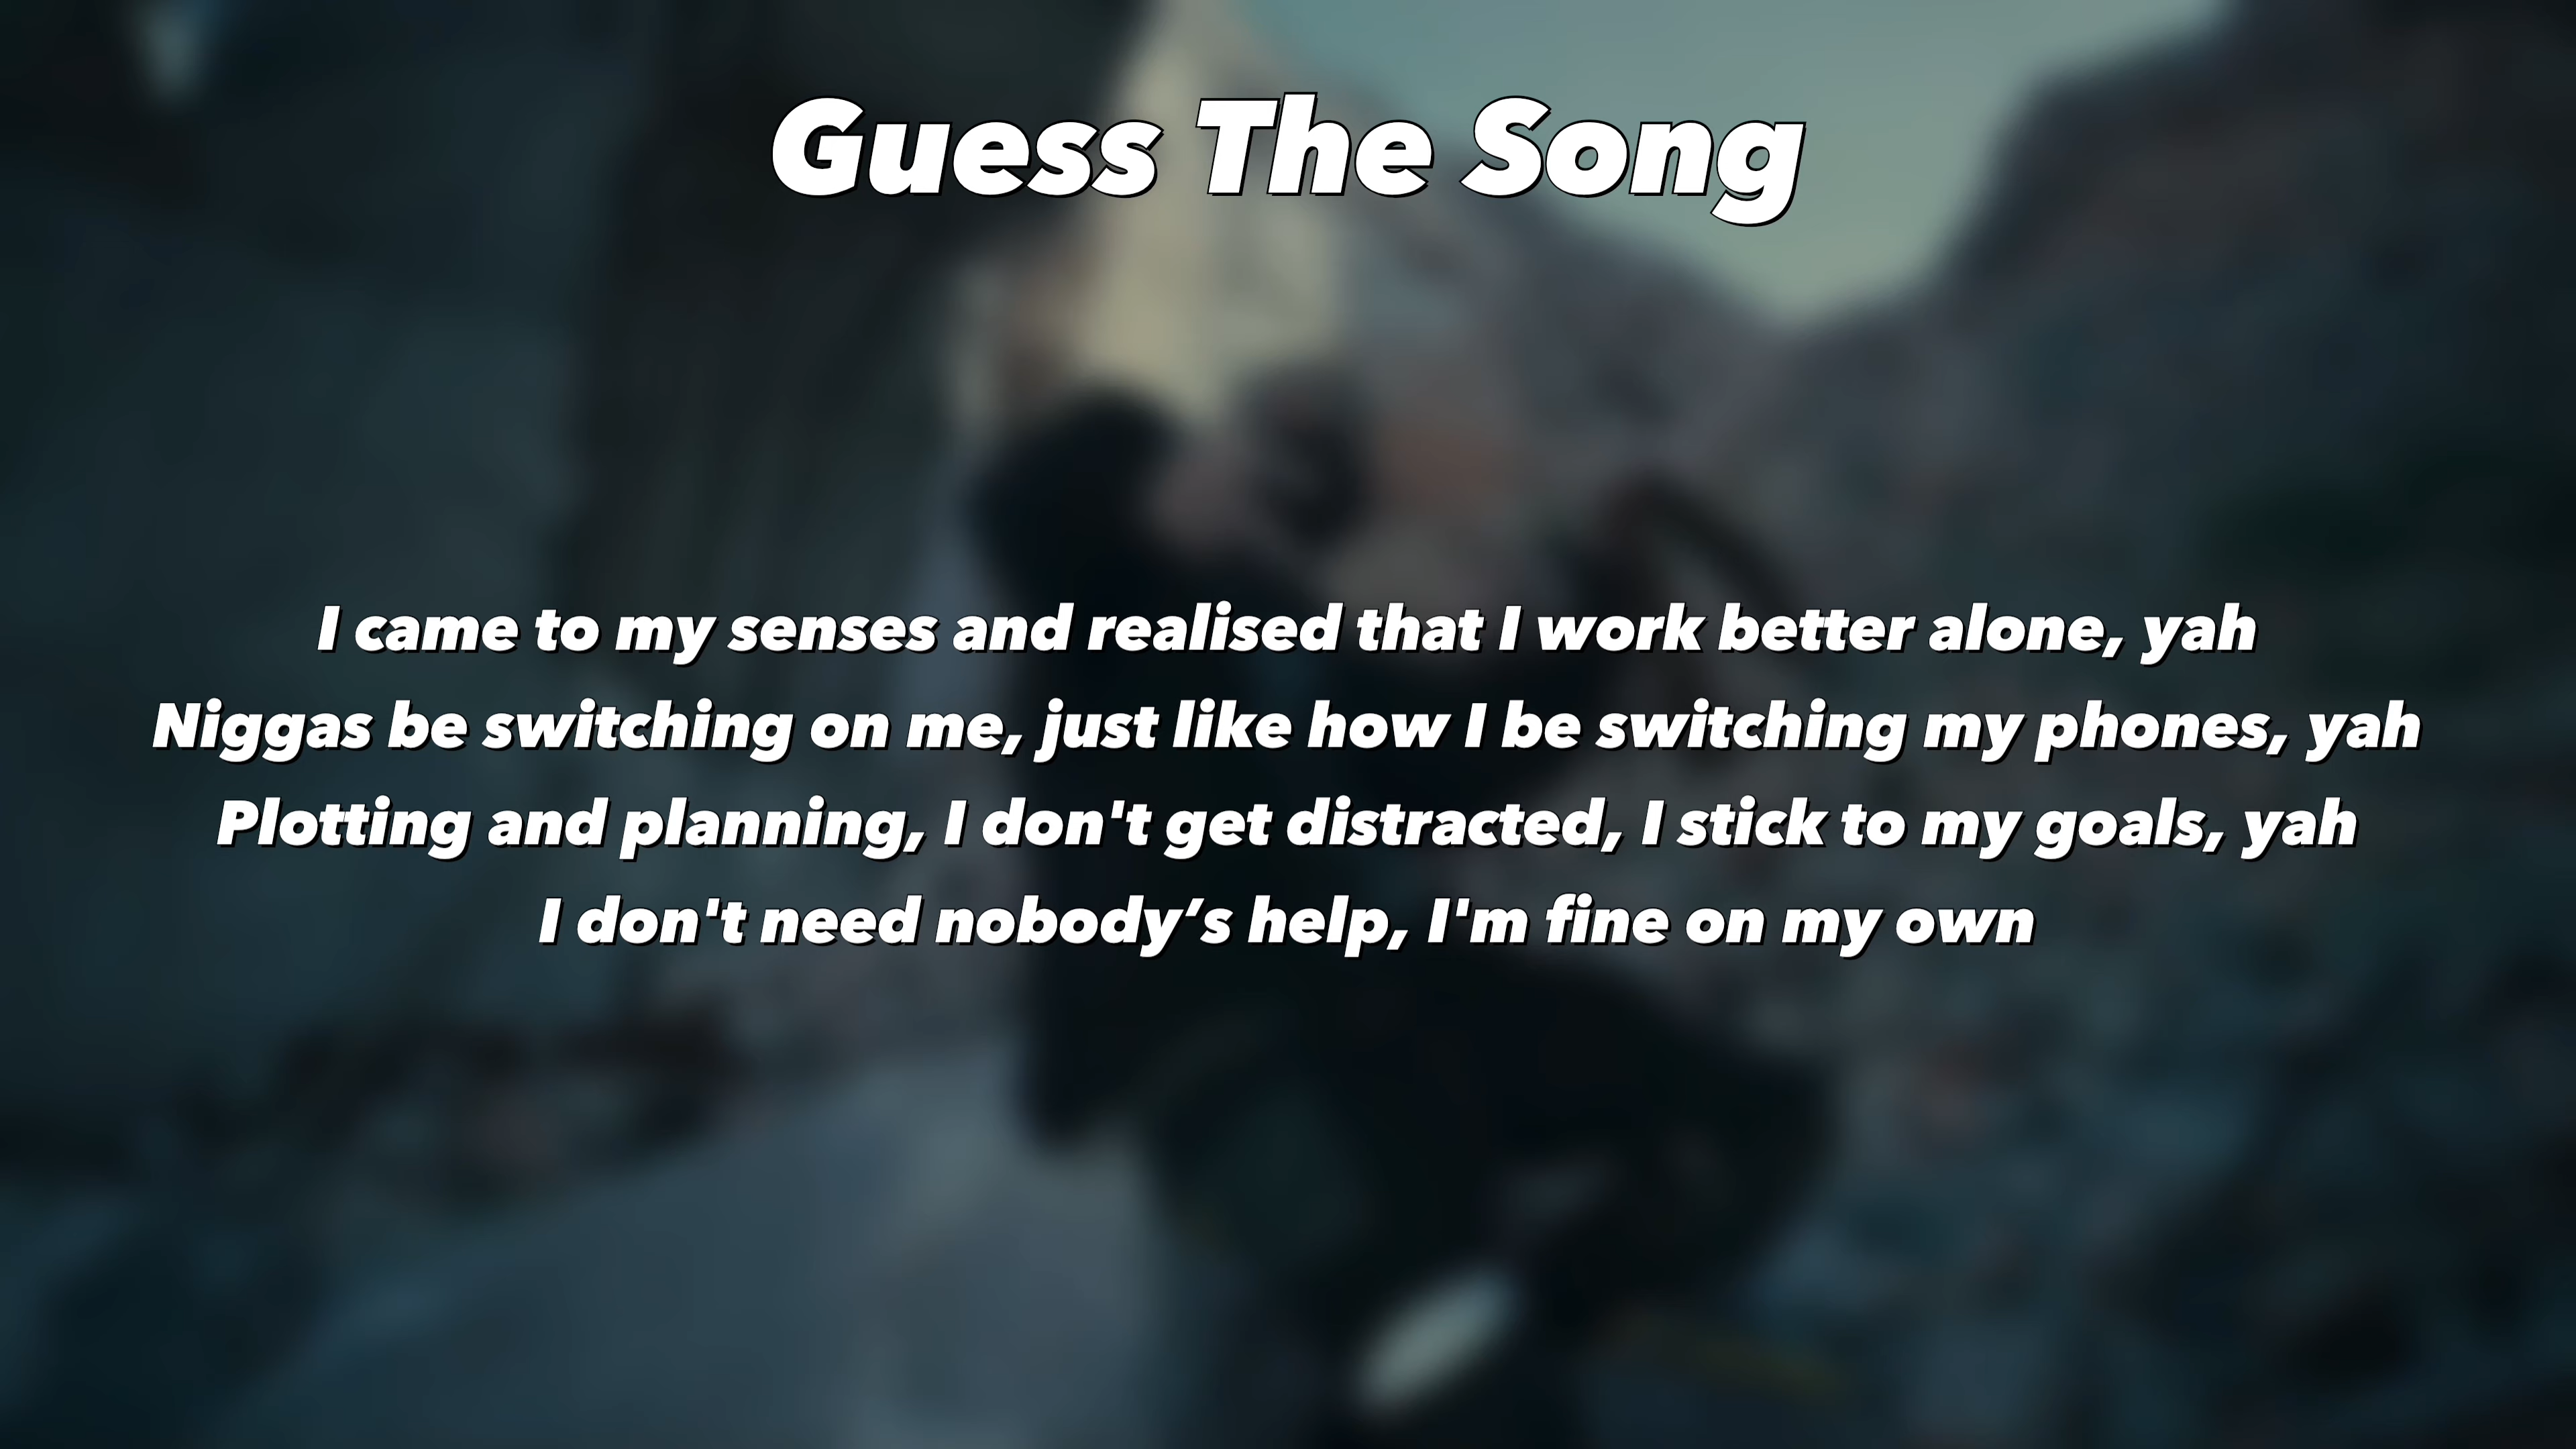 Guess The Song
I came to my senses and realised that I work better alone, yah
Niggas be switching on me, just like how I be switching my phones, yah
Plotting and planning, I don't get distracted, I stick to my goals, yah
I don't need nobody’s help, I'm fine on my own